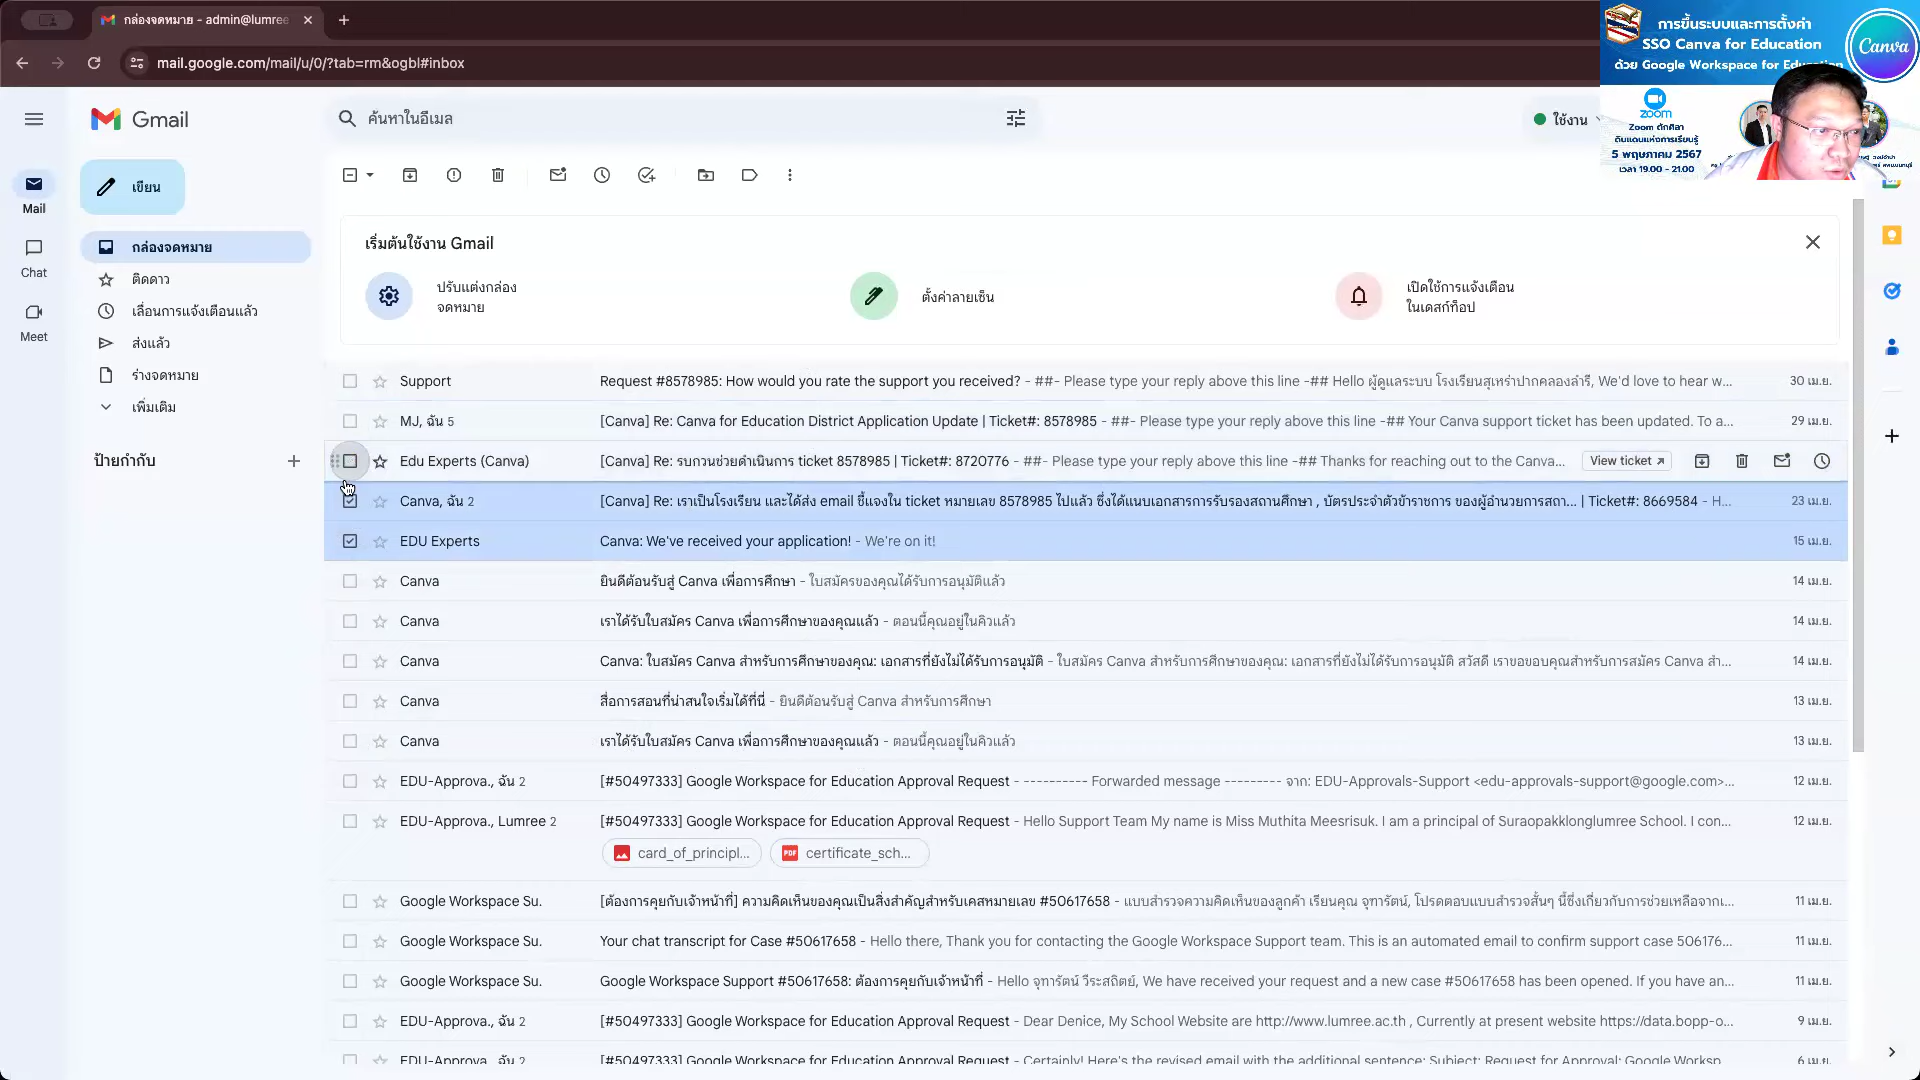 กล่องจดหมาย - admin@lumree
mail.google.com/mail/u/0/?tab=rm&ogbl#inbox
การขึ้นระบบและการตั้งค่า
SSO Canva for Education
ด้วย Google Workspace for Education
Canva
zoom
Zoom ตักศิลา
ดินแดนแห่งการเรียนรู้
5 พฤษภาคม 2567
เวลา 19.00 - 21.00
Gmail
ค้นหาในอีเมล
ใช้งาน
เขียน
Mail
Chat
Meet
กล่องจดหมาย
ติดดาว
เลื่อนการแจ้งเตือนแล้ว
ส่งแล้ว
ร่างจดหมาย
เพิ่มเติม
ป้ายกำกับ
เริ่มต้นใช้งาน Gmail
ปรับแต่งกล่อง
จดหมาย
ตั้งค่าลายเซ็น
เปิดใช้การแจ้งเตือน
ในเดสก์ท็อป
Support Request #8578985: How would you rate the support you received? - ##- Please type your reply above this line -## Hello ผู้ดูแลระบบ โรงเรียนสุเหร่าปากคลองลำรี, We'd love to hear w... 30 เม.ย.
MJ, ฉัน 5 [Canva] Re: Canva for Education District Application Update | Ticket#: 8578985 - ##- Please type your reply above this line -## Your Canva support ticket has been updated. To a... 29 เม.ย.
Edu Experts (Canva) [Canva] Re: รบกวนช่วยดำเนินการ ticket 8578985 | Ticket#: 8720776 - ##- Please type your reply above this line -## Thanks for reaching out to the Canva... View ticket
Canva, ฉัน 2 [Canva] Re: เราเป็นโรงเรียน และได้ส่ง email ชี้แจงใน ticket หมายเลข 8578985 ไปแล้ว ซึ่งได้แนบเอกสารการรับรองสถานศึกษา , บัตรประจำตัวข้าราชการ ของผู้อำนวยการสถา... | Ticket#: 8669584 - H... 23 เม.ย.
EDU Experts Canva: We've received your application! - We're on it! 15 เม.ย.
Canva ยินดีต้อนรับสู่ Canva เพื่อการศึกษา - ใบสมัครของคุณได้รับการอนุมัติแล้ว 14 เม.ย.
Canva เราได้รับใบสมัคร Canva เพื่อการศึกษาของคุณแล้ว - ตอนนี้คุณอยู่ในคิวแล้ว 14 เม.ย.
Canva Canva: ใบสมัคร Canva สำหรับการศึกษาของคุณ: เอกสารที่ยังไม่ได้รับการอนุมัติ - ใบสมัคร Canva สำหรับการศึกษาของคุณ: เอกสารที่ยังไม่ได้รับการอนุมัติ สวัสดี เราขอขอบคุณสำหรับการสมัคร Canva สำ... 14 เม.ย.
Canva สื่อการสอนที่น่าสนใจเริ่มได้ที่นี่ - ยินดีต้อนรับสู่ Canva สำหรับการศึกษา 13 เม.ย.
Canva เราได้รับใบสมัคร Canva เพื่อการศึกษาของคุณแล้ว - ตอนนี้คุณอยู่ในคิวแล้ว 13 เม.ย.
EDU-Approva., ฉัน 2 [#50497333] Google Workspace for Education Approval Request - ---------- Forwarded message --------- จาก: EDU-Approvals-Support <edu-approvals-support@google.com>... 12 เม.ย.
EDU-Approva., Lumree 2 [#50497333] Google Workspace for Education Approval Request - Hello Support Team My name is Miss Muthita Meesrisuk. I am a principal of Suraopakklonglumree School. I con... 12 เม.ย.
card_of_principl... PDF certificate_sch...
Google Workspace Su. [ต้องการคุยกับเจ้าหน้าที่] ความคิดเห็นของคุณเป็นสิ่งสำคัญสำหรับเคสหมายเลข #50617658 - แบบสำรวจความคิดเห็นของลูกค้า เรียนคุณ จุฑารัตน์, โปรดตอบแบบสำรวจสั้นๆ นี้ซึ่งเกี่ยวกับการช่วยเหลือจากเ... 11 เม.ย.
Google Workspace Su. Your chat transcript for Case #50617658 - Hello there, Thank you for contacting the Google Workspace Support team. This is an automated email to confirm support case 506176... 11 เม.ย.
Google Workspace Su. Google Workspace Support #50617658: ต้องการคุยกับเจ้าหน้าที่ - Hello จุฑารัตน์ วีระสถิตย์, We have received your request and a new case #50617658 has been opened. If you have an... 11 เม.ย.
EDU-Approva., ฉัน 2 [#50497333] Google Workspace for Education Approval Request - Dear Denice, My School Website are http://www.lumree.ac.th , Currently at present website https://data.bopp-o... 9 เม.ย.
EDU-Approva., ฉัน 2 [#50497333] Google Workspace for Education Approval Request - Certainly! Here's the revised email with the additional sentence: Subject: Request for Approval: Google Worksp... 6 เม.ย.